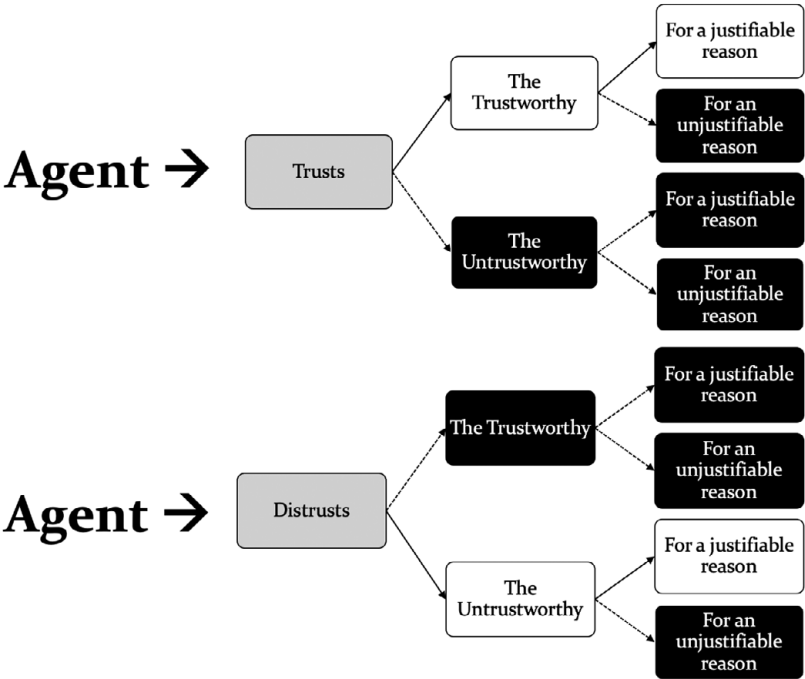 Agent →
Trusts
The
Trustworthy
For a justifiable
reason
For an
unjustifiable
reason
The
Untrustworthy
For a justifiable
reason
For an
unjustifiable
reason
Agent →
Distrusts
The Trustworthy
For a justifiable
reason
For an
unjustifiable
reason
The
Untrustworthy
For a justifiable
reason
For an
unjustifiable
reason